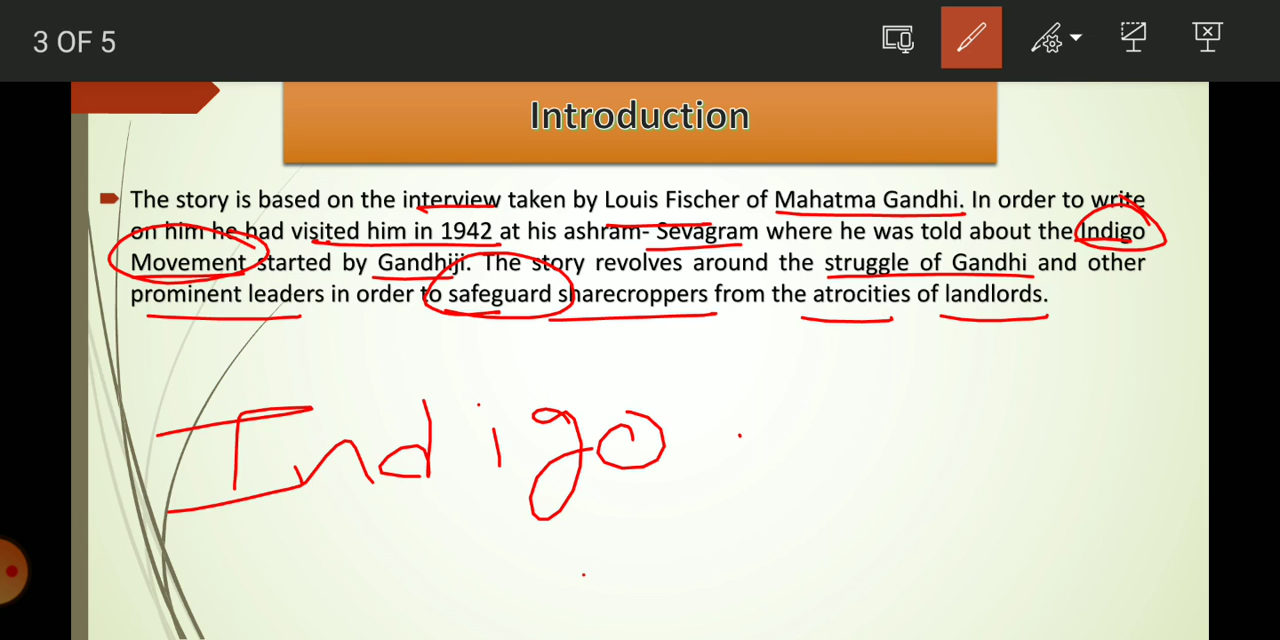 3 OF 5
Introduction
The story is based on the interview taken by Louis Fischer of Mahatma Gandhi. In order to write
on him he had visited him in 1942 at his ashram- Sevagram where he was told about the Indigo
Movement started by Gandhiji. The story revolves around the struggle of Gandhi and other
prominent leaders in order to safeguard sharecroppers from the atrocities of landlords.
Indigo